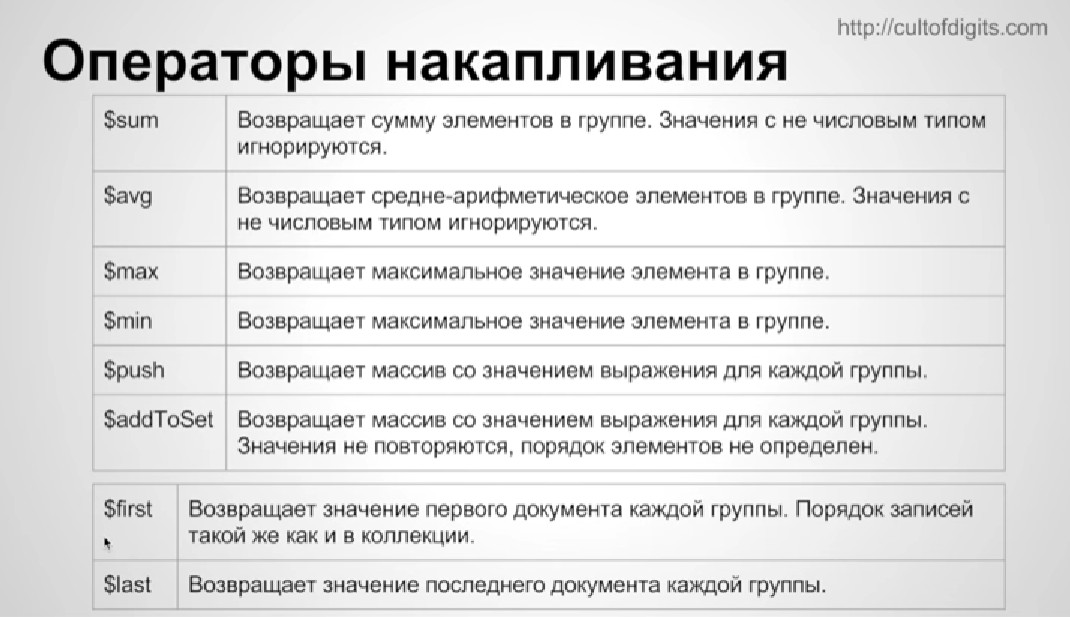 http://cultofdigits.com
Операторы накапливания
$sum
Возвращает сумму элементов в группе. Значения с не числовым типом
игнорируются.
$avg
Возвращает средне-арифметическое элементов в группе. Значения с
не числовым типом игнорируются.
$max
Возвращает максимальное значение элемента в группе.
$min
Возвращает максимальное значение элемента в группе.
$push
Возвращает массив со значением выражения для каждой группы.
$addToSet
Возвращает массив со значением выражения для каждой группы.
Значения не повторяются, порядок элементов не определен.
$first
Возвращает значение первого документа каждой группы. Порядок записей
такой же как и в коллекции.
$last
Возвращает значение последнего документа каждой группы.